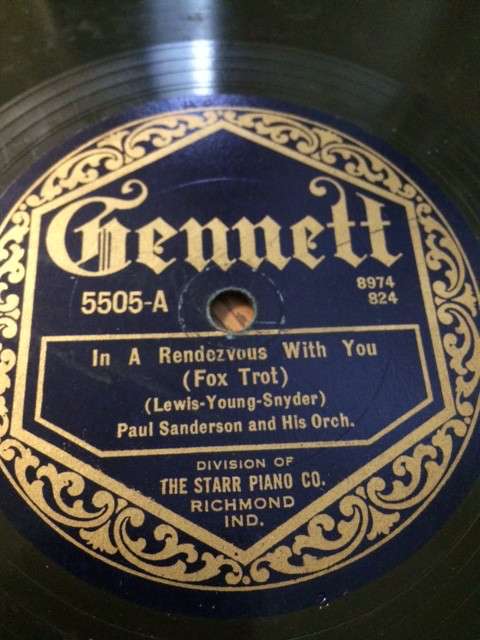 Gennett
5505-A
8974
824
In A Rendezvous With You
(Fox Trot)
(Lewis-Young-Snyder)
Paul Sanderson and His Orch.
DIVISION OF
THE STARR PIANO CO.
RICHMOND
IND.